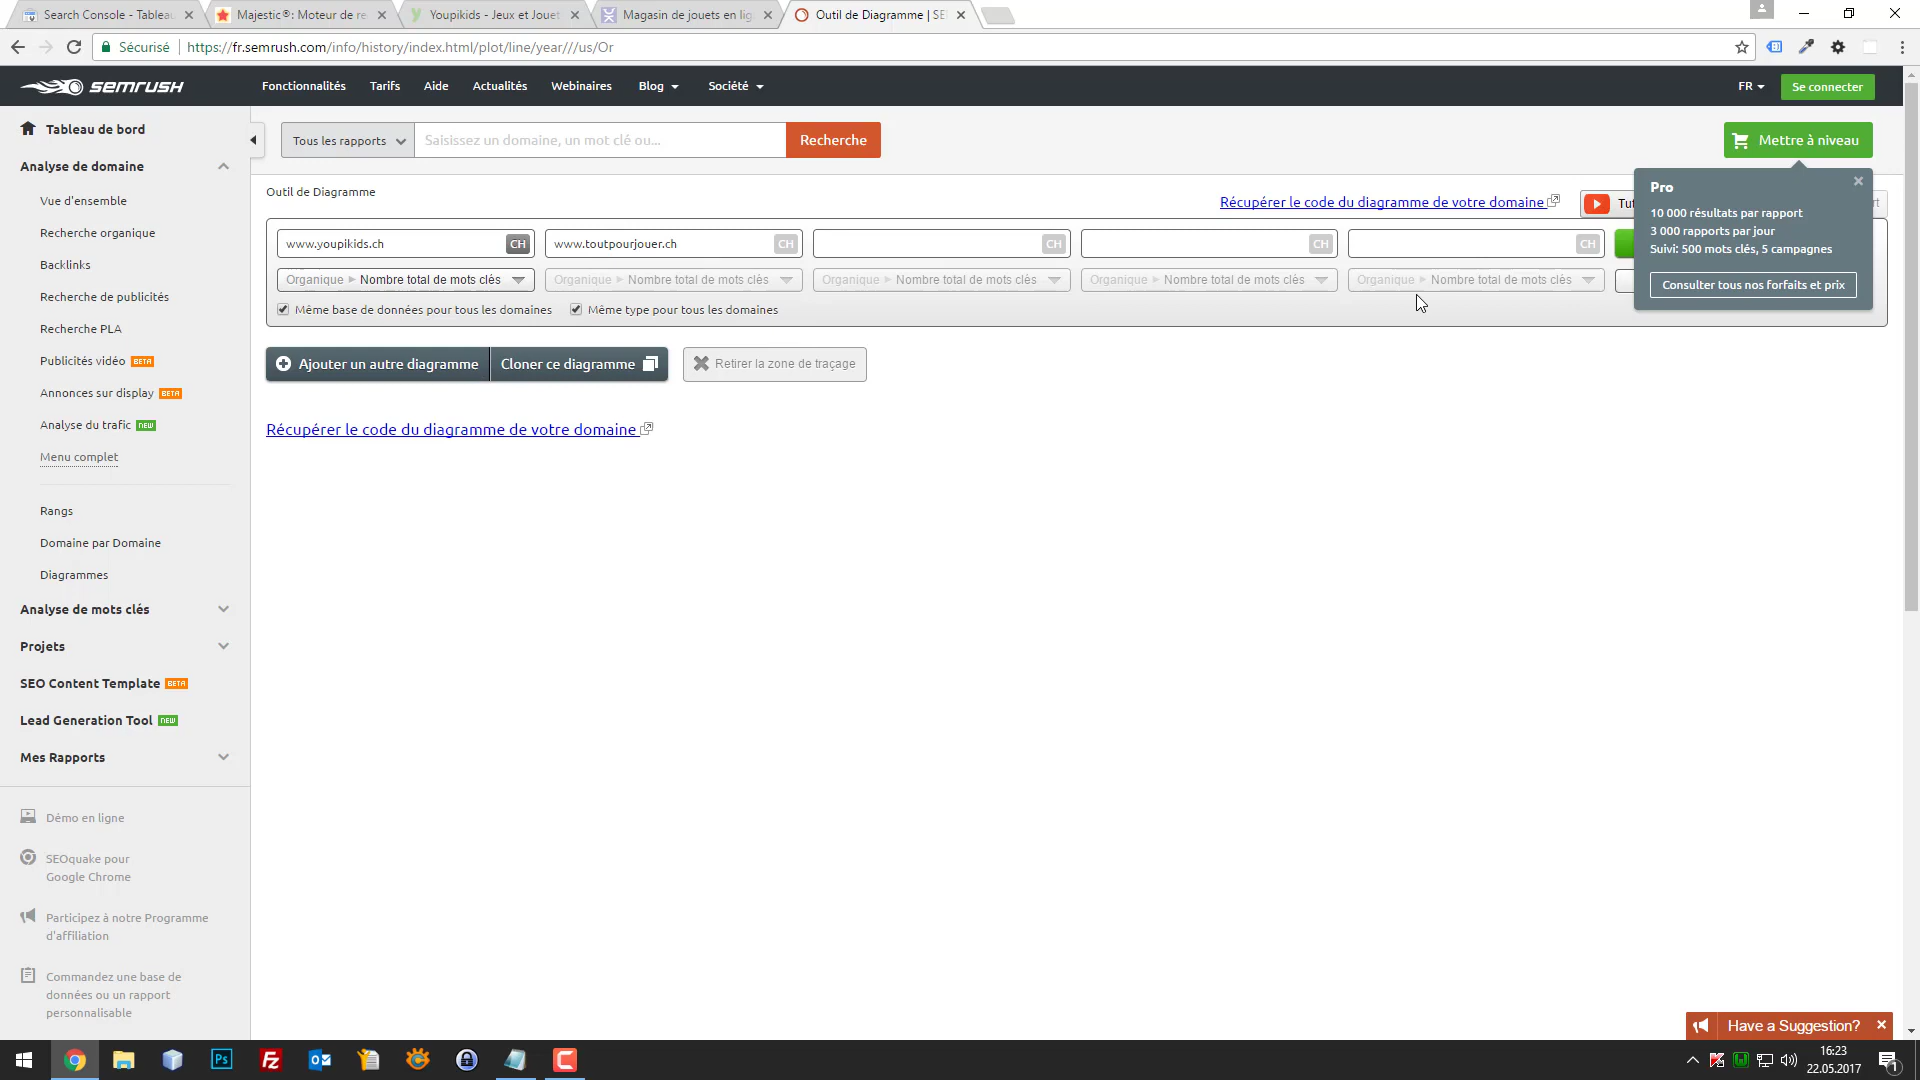 Search Console - Tableau
Majestic®: Moteur de re
Youpikids - Jeux et Jouet
Magasin de jouets en lig
Outil de Diagramme | SE
Sécurisé
https://fr.semrush.com/info/history/index.html/plot/line/year///us/Or
SEMRUSH
Fonctionnalités
Tarifs
Aide
Actualités
Webinaires
Blog
Société
FR
Se connecter
Tableau de bord
Analyse de domaine
Vue d'ensemble
Recherche organique
Backlinks
Recherche de publicités
Recherche PLA
Publicités vidéo BETA
Annonces sur display BETA
Analyse du trafic NEW
Menu complet
Rangs
Domaine par Domaine
Diagrammes
Analyse de mots clés
Projets
SEO Content Template BETA
Lead Generation Tool NEW
Mes Rapports
Démo en ligne
SEOquake pour
Google Chrome
Participez à notre Programme
d'affiliation
Commandez une base de
données ou un rapport
personnalisable
Tous les rapports
Saisissez un domaine, un mot clé ou...
Recherche
Mettre à niveau
Outil de Diagramme
Récupérer le code du diagramme de votre domaine
Tut
rt
Pro
10 000 résultats par rapport
3 000 rapports par jour
Suivi: 500 mots clés, 5 campagnes
Consulter tous nos forfaits et prix
www.youpikids.ch CH
www.toutpourjouer.ch CH
CH
CH
CH
Organique Nombre total de mots clés
Organique Nombre total de mots clés
Organique Nombre total de mots clés
Organique Nombre total de mots clés
Organique Nombre total de mots clés
Même base de données pour tous les domaines
Même type pour tous les domaines
Ajouter un autre diagramme
Cloner ce diagramme
Retirer la zone de traçage
Récupérer le code du diagramme de votre domaine
Have a Suggestion?
Ps
Fz
16:23
22.05.2017
1